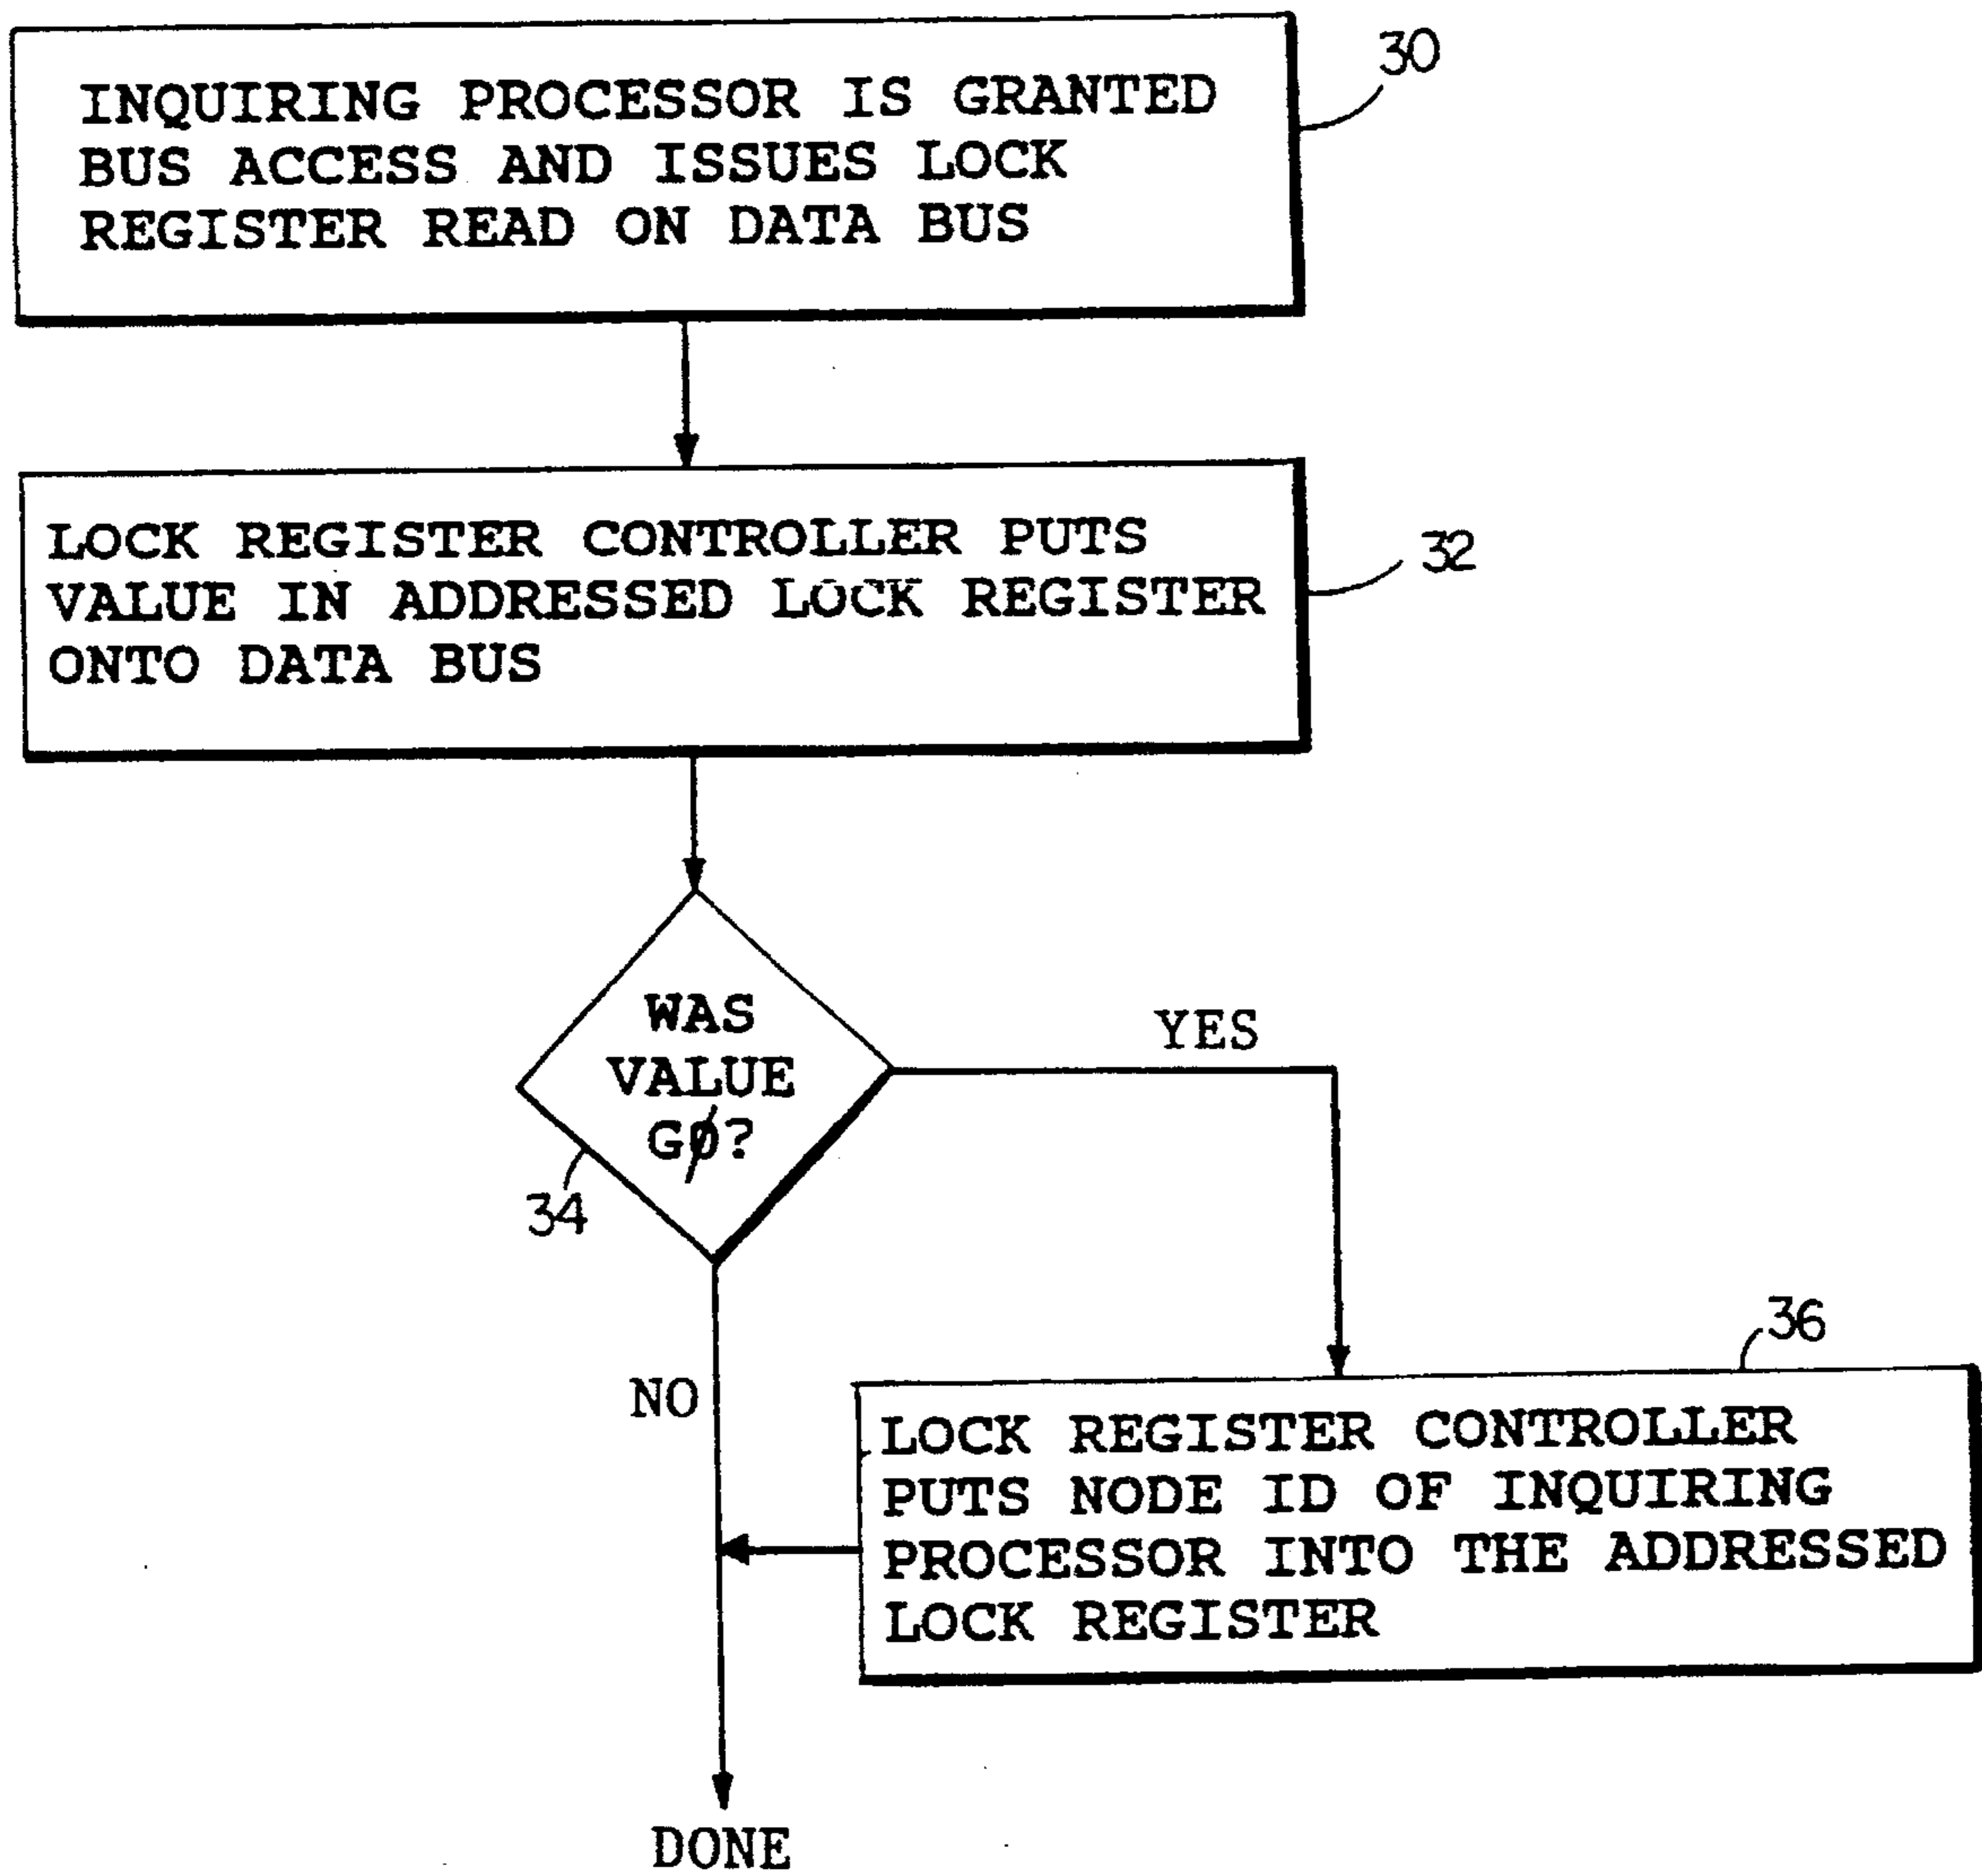 30
INQUIRING PROCESSOR IS GRANTED
BUS ACCESS AND ISSUES LOCK
REGISTER READ ON DATA BUS
32
LOCK REGISTER CONTROLLER PUTS
VALUE IN ADDRESSED LOCK REGISTER
ONTO DATA BUS
WAS
VALUE
GØ?
34
YES
NO
36
LOCK REGISTER CONTROLLER
PUTS NODE ID OF INQUIRING
PROCESSOR INTO THE ADDRESSED
LOCK REGISTER
DONE